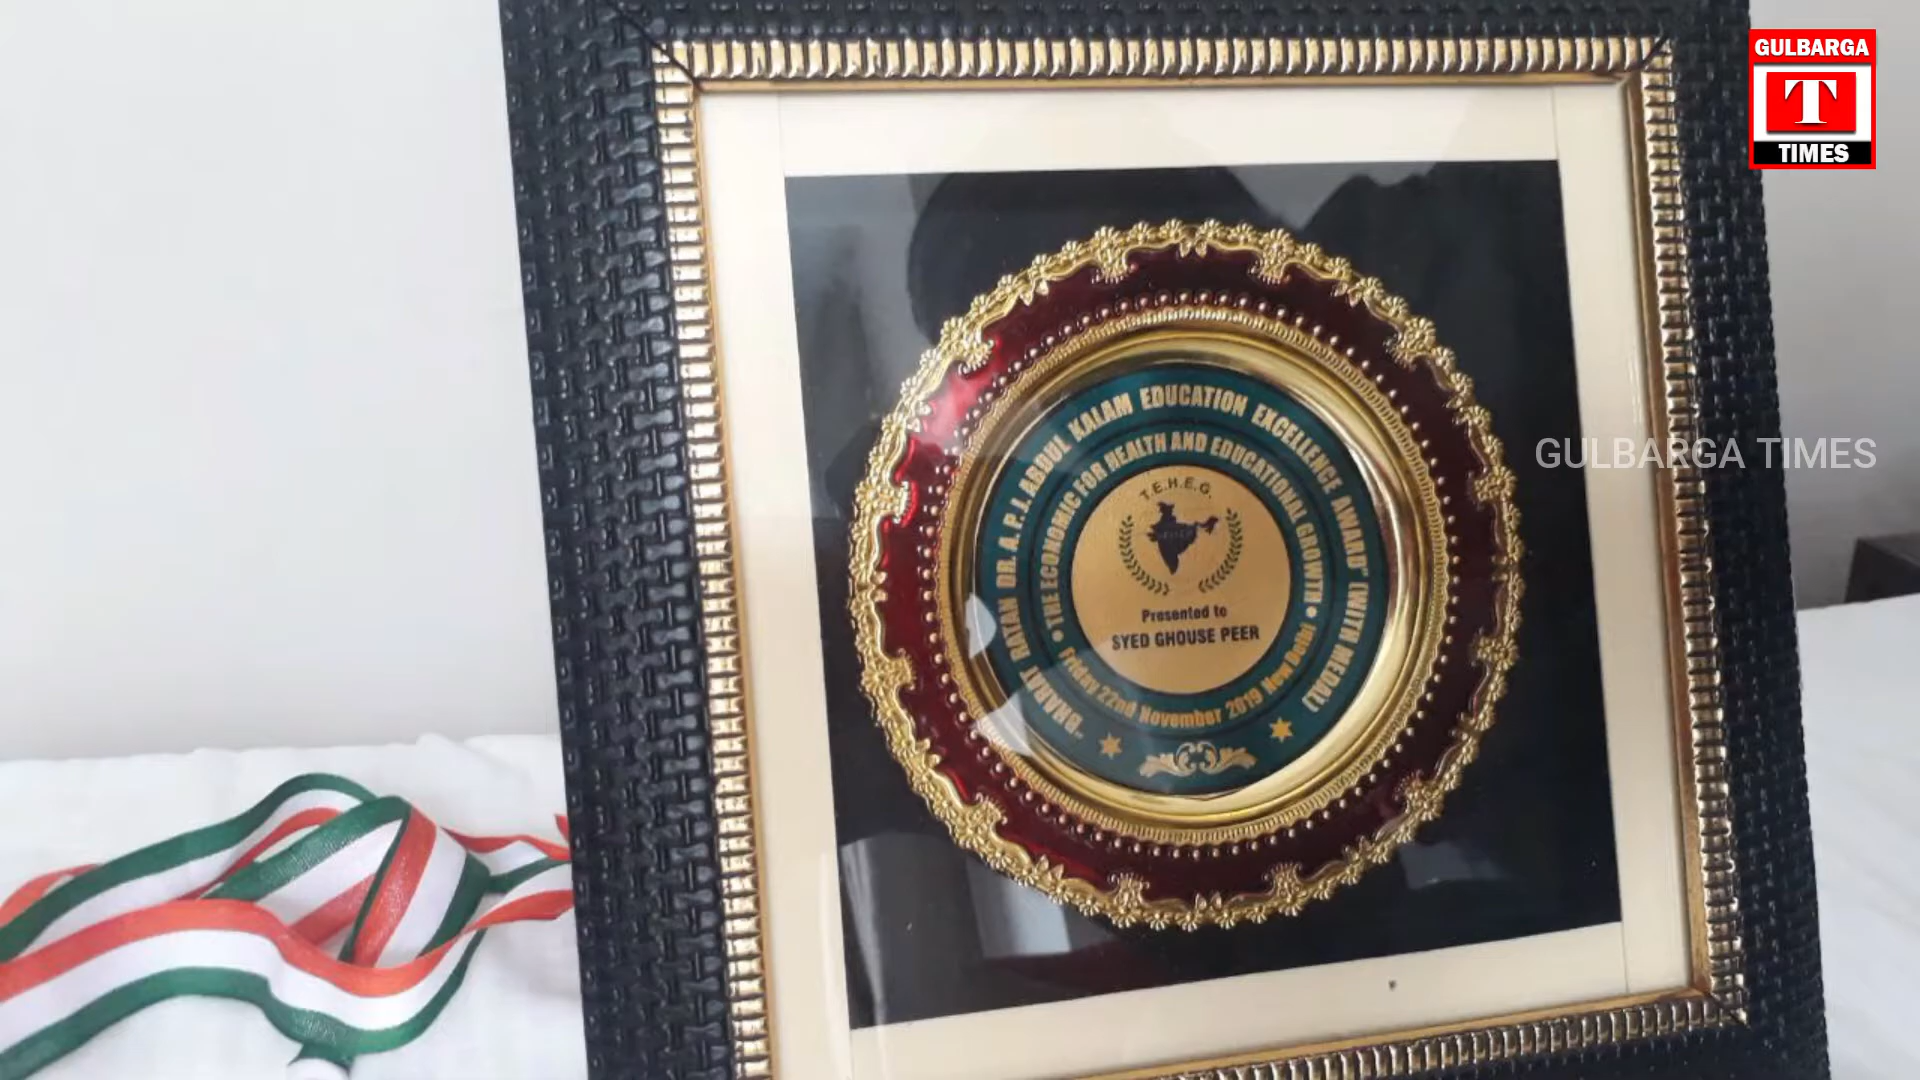 GULBARGA
T
TIMES
GULBARGA TIMES
"BHARAT RATAN DR. A.P.J. ABDUL KALAM EDUCATION EXCELLENCE AWARD" (WITH MEDAL)
• THE ECONOMIC FOR HEALTH AND EDUCATIONAL GROWTH •
T.E.H.E.G.
Presented to
SYED GHOUSE PEER
Friday 22nd November 2019 New Delhi